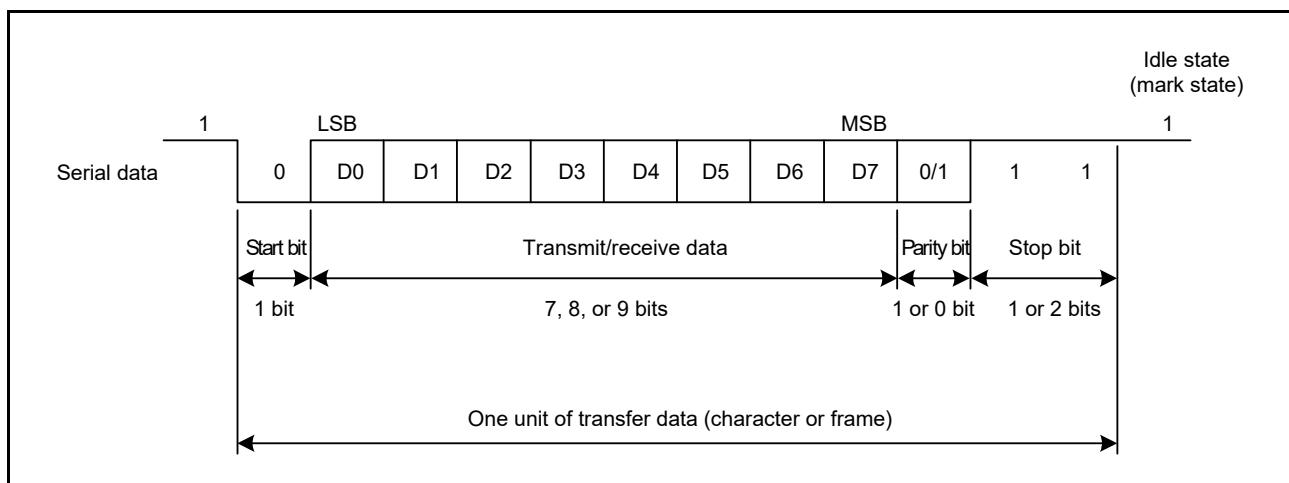 Idle state
(mark state)
1 LSB MSB 1
Serial data 0 D0 D1 D2 D3 D4 D5 D6 D7 0/1 1 1
Start bit Transmit/receive data Parity bit Stop bit
1 bit 7, 8, or 9 bits 1 or 0 bit 1 or 2 bits
One unit of transfer data (character or frame)